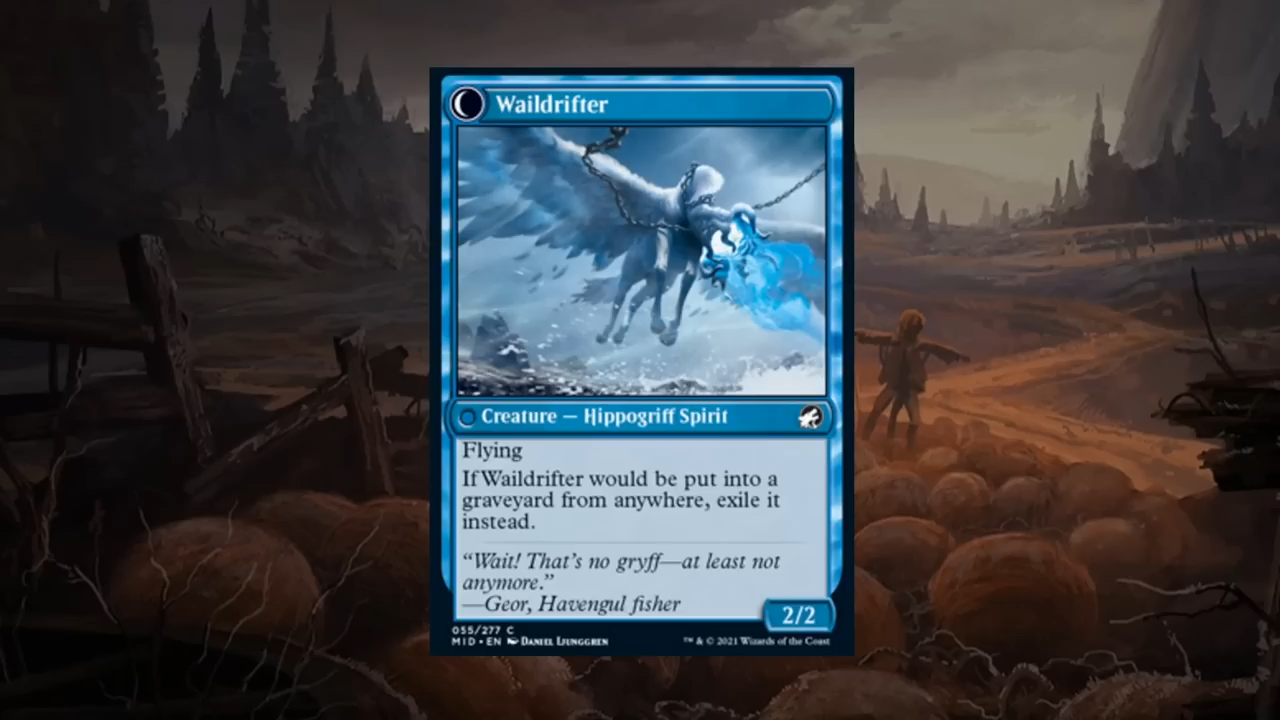 Waildrifter
Creature — Hippogriff Spirit
Flying
If Waildrifter would be put into a
graveyard from anywhere, exile it
instead.
“Wait! That’s no gryff—at least not
anymore.”
—Geor, Havengul fisher
2/2
055/277 C
MID • EN Daniel Ljunggren
™ & © 2021 Wizards of the Coast